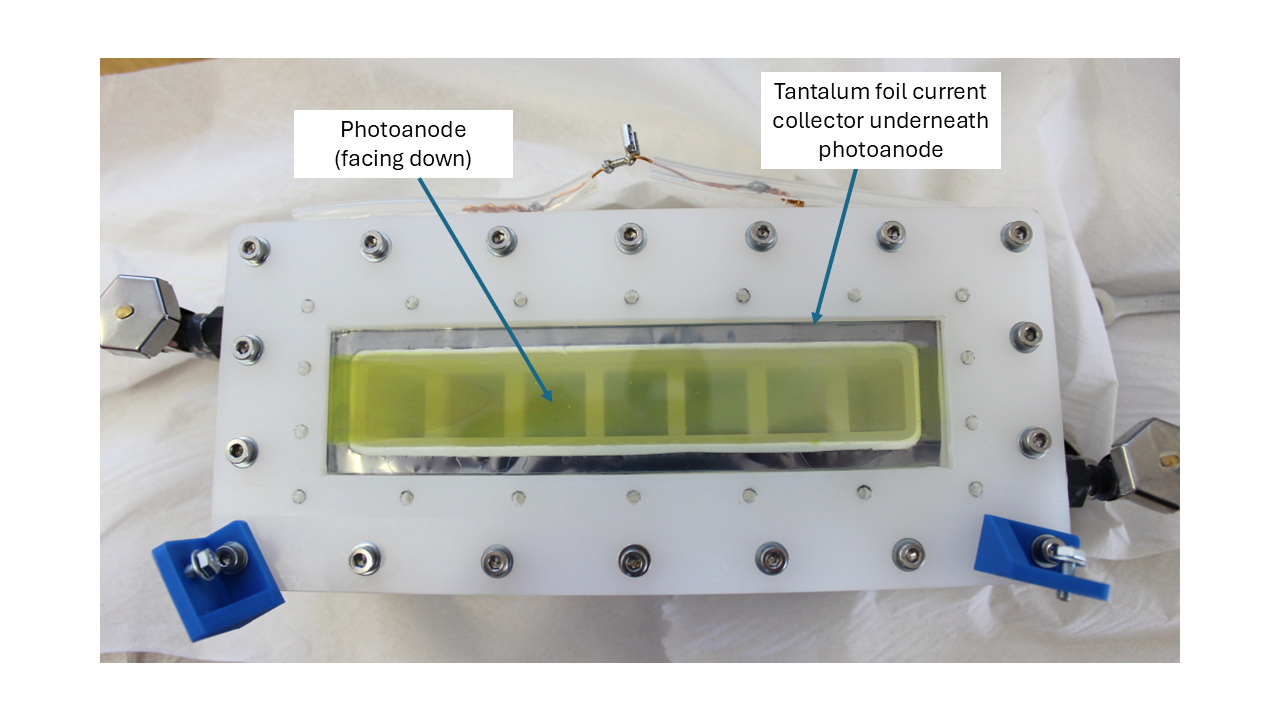 Photoanode
(facing down)
Tantalum foil current
collector underneath
photoanode